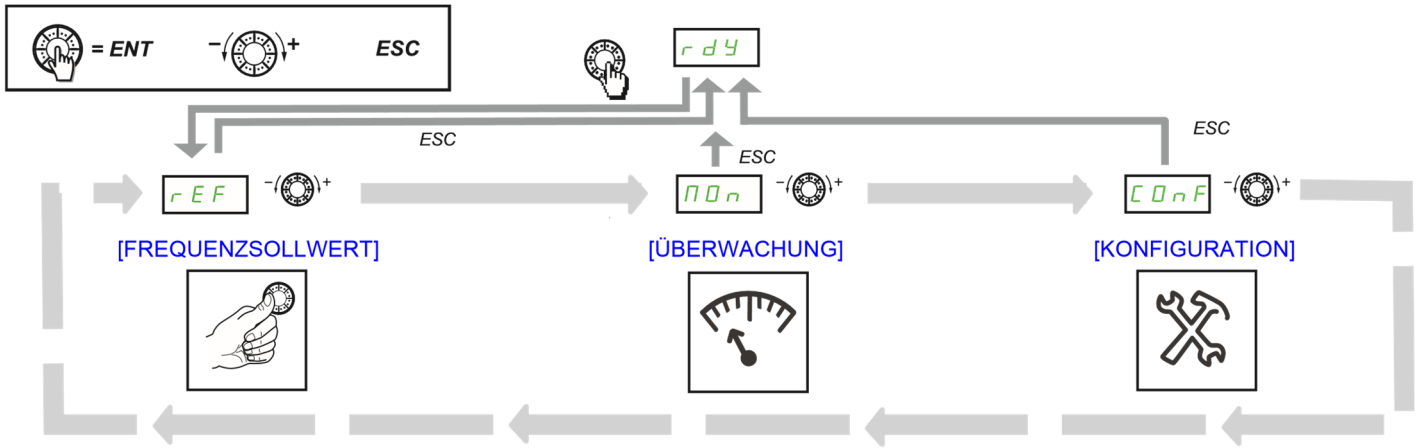 = ENT
- +
ESC
rdY
ESC
ESC
ESC
rEF
- +
MOn
- +
COnF
- +
[FREQUENZSOLLWERT]
[ÜBERWACHUNG]
[KONFIGURATION]